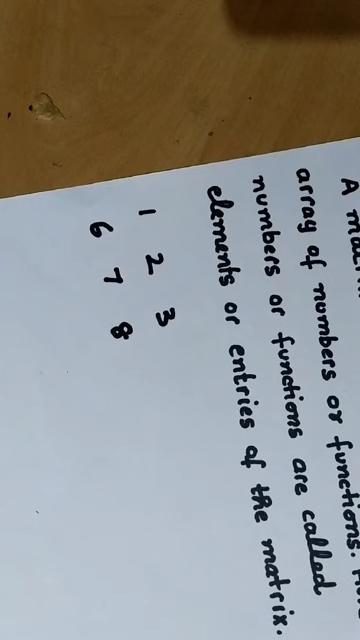 A
array of numbers or functions.
numbers or functions are called
elements or entries of the matrix.
1 2 3
6 7 8